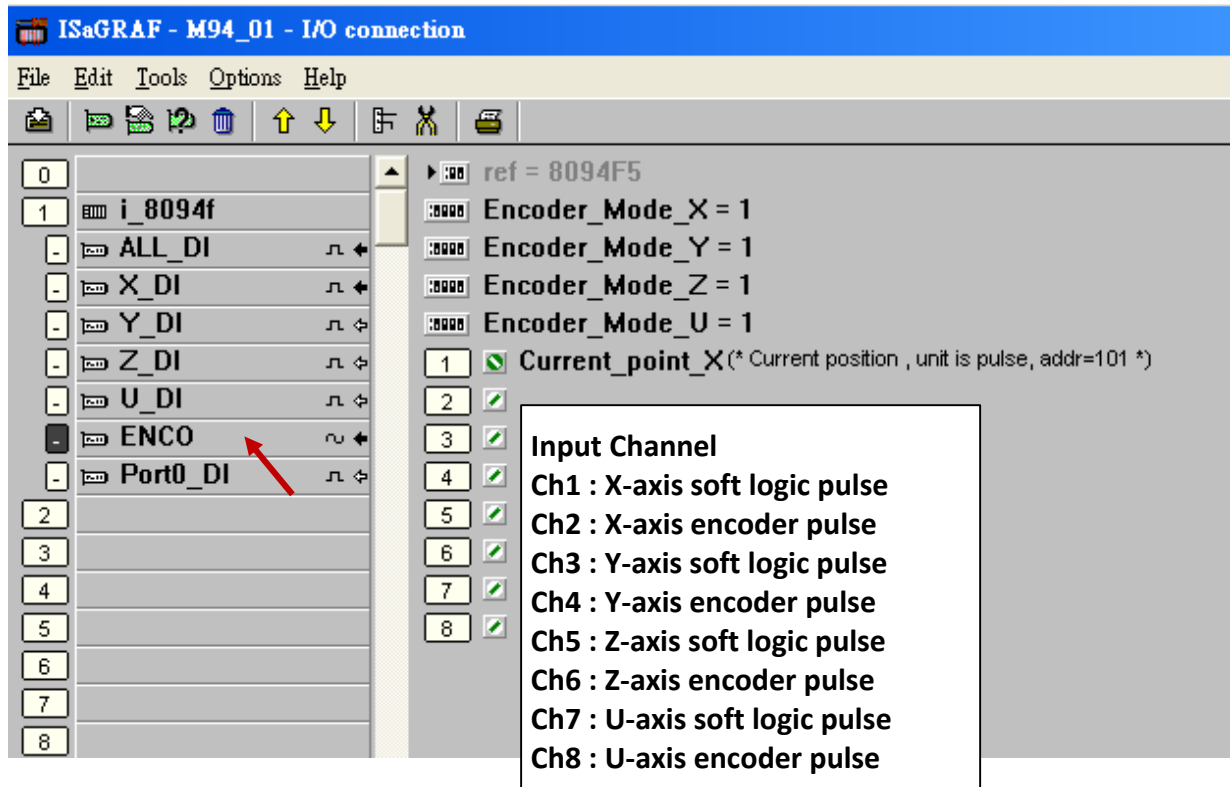 ISaGRAF - M94_01 - I/O connection
File Edit Tools Options Help
0
1 i_8094f
- ALL_DI
- X_DI
- Y_DI
- Z_DI
- U_DI
- ENCO
- Port0_DI
2
3
4
5
6
7
8
ref = 8094F5
Encoder_Mode_X = 1
Encoder_Mode_Y = 1
Encoder_Mode_Z = 1
Encoder_Mode_U = 1
1 Current_point_X (* Current position , unit is pulse, addr=101 *)
2
3
4
5
6
7
8
Input Channel
Ch1 : X-axis soft logic pulse
Ch2 : X-axis encoder pulse
Ch3 : Y-axis soft logic pulse
Ch4 : Y-axis encoder pulse
Ch5 : Z-axis soft logic pulse
Ch6 : Z-axis encoder pulse
Ch7 : U-axis soft logic pulse
Ch8 : U-axis encoder pulse